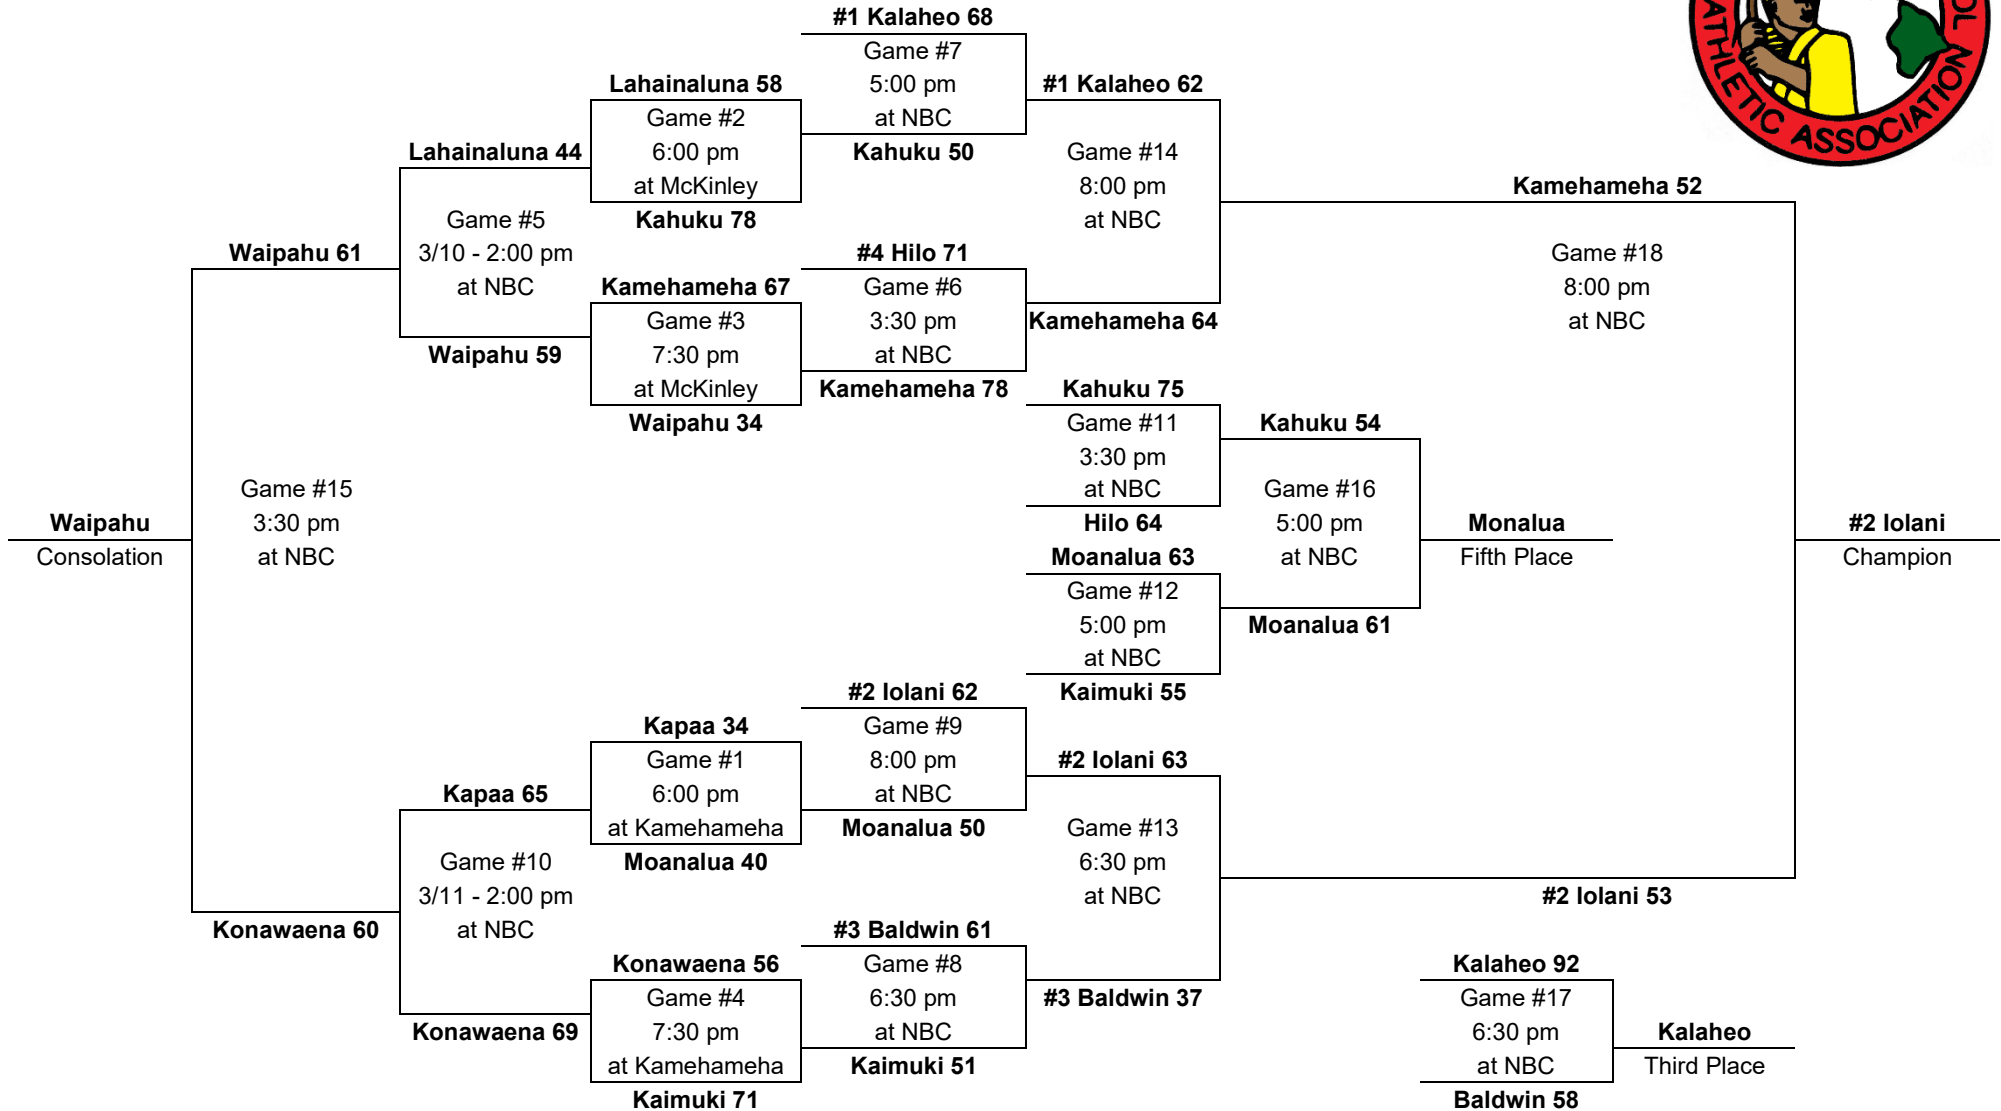 #1 Kalaheo 68
Game #7
5:00 pm
at NBC
Kahuku 50
Lahainaluna 58
Game #2
6:00 pm
at McKinley
Kahuku 78
#1 Kalaheo 62
Game #14
8:00 pm
at NBC
Kamehameha 64
Lahainaluna 44
Game #5
3/10 - 2:00 pm
at NBC
Waipahu 59
Kamehameha 67
Game #3
7:30 pm
at McKinley
Waipahu 34
#4 Hilo 71
Game #6
3:30 pm
at NBC
Kamehameha 78
Kamehameha 52
Game #18
8:00 pm
at NBC
#2 Iolani 53
#2 Iolani
Champion
Waipahu 61
Game #15
3:30 pm
at NBC
Konawaena 60
Waipahu
Consolation
Kahuku 75
Game #11
3:30 pm
at NBC
Hilo 64
Kahuku 54
Game #16
5:00 pm
at NBC
Moanalua 61
Monalua
Fifth Place
Moanalua 63
Game #12
5:00 pm
at NBC
Kaimuki 55
#2 Iolani 62
Game #9
8:00 pm
at NBC
Moanalua 50
Kapaa 34
Game #1
6:00 pm
at Kamehameha
Moanalua 40
#2 Iolani 63
Game #13
6:30 pm
at NBC
#3 Baldwin 37
Kapaa 65
Game #10
3/11 - 2:00 pm
at NBC
Konawaena 69
#3 Baldwin 61
Game #8
6:30 pm
at NBC
Kaimuki 51
Konawaena 56
Game #4
7:30 pm
at Kamehameha
Kaimuki 71
Kalaheo 92
Game #17
6:30 pm
at NBC
Baldwin 58
Kalaheo
Third Place
OL ATHLETIC ASSOCIATION